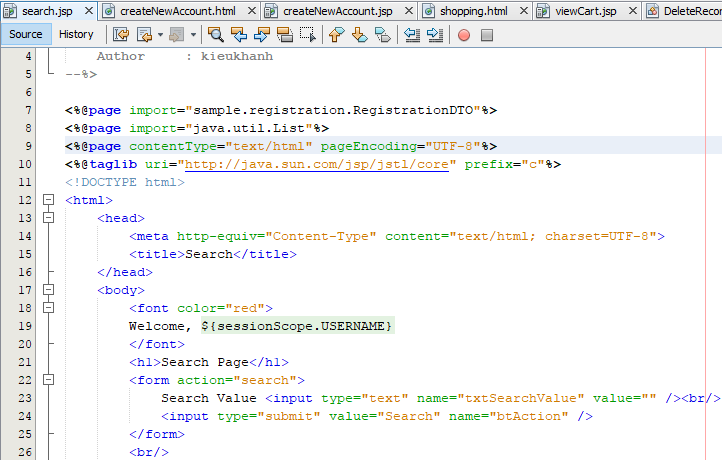 search.jsp createNewAccount.html createNewAccount.jsp shopping.html viewCart.jsp DeleteRecor
Source History
4 Author : kieukhanh
5 --%>
6
7 <%@page import="sample.registration.RegistrationDTO"%>
8 <%@page import="java.util.List"%>
9 <%@page contentType="text/html" pageEncoding="UTF-8"%>
10 <%@taglib uri="http://java.sun.com/jsp/jstl/core" prefix="c"%>
11 <!DOCTYPE html>
12 <html>
13 <head>
14 <meta http-equiv="Content-Type" content="text/html; charset=UTF-8">
15 <title>Search</title>
16 </head>
17 <body>
18 <font color="red">
19 Welcome, ${sessionScope.USERNAME}
20 </font>
21 <h1>Search Page</h1>
22 <form action="search">
23 Search Value <input type="text" name="txtSearchValue" value="" /><br/>
24 <input type="submit" value="Search" name="btAction" />
25 </form>
26 <br/>